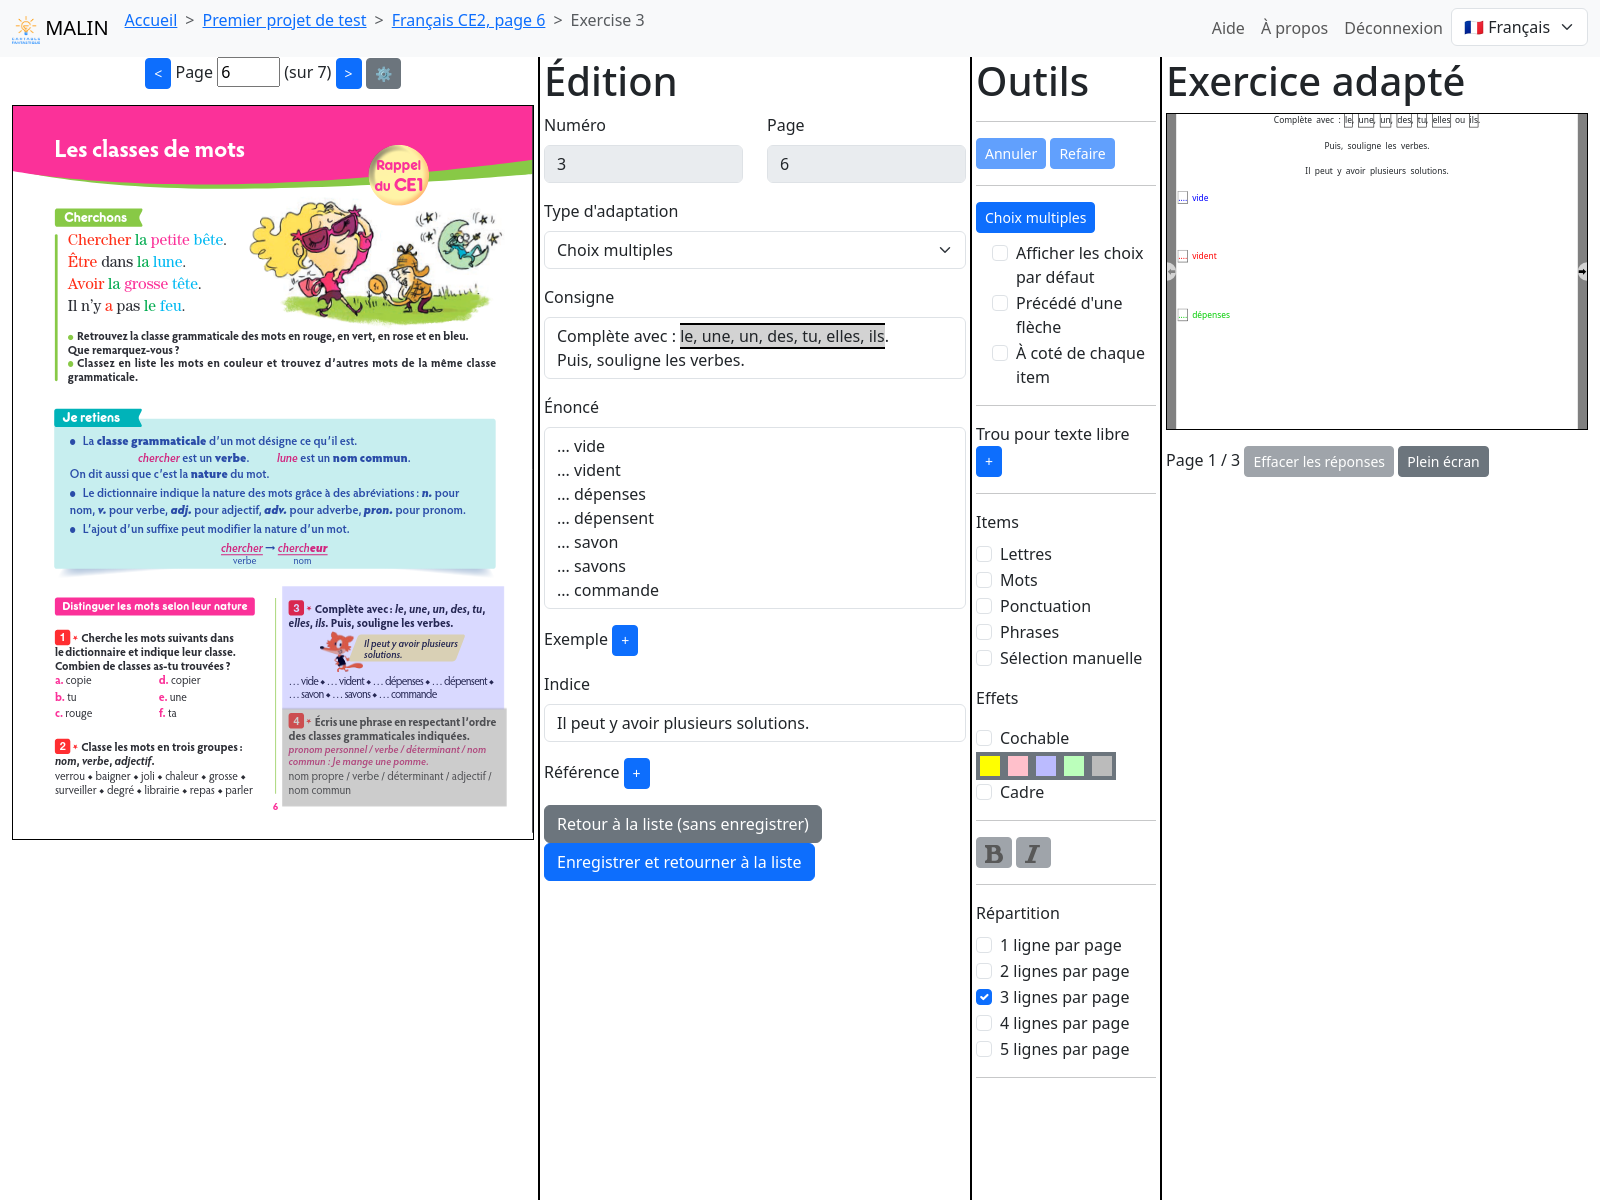 MALIN
Accueil > Premier projet de test > Français CE2, page 6 > Exercise 3
Aide À propos Déconnexion 🇫🇷 Français
< Page 6 (sur 7) > ⚙️
Les classes de mots
Rappel
du CE1
Cherchons
Chercher la petite bête.
Être dans la lune.
Avoir la grosse tête.
Il n'y a pas le feu.
● Retrouvez la classe grammaticale des mots en rouge, en vert, en rose et en bleu.
Que remarquez-vous ?
● Classez en liste les mots en couleur et trouvez d'autres mots de la même classe
grammaticale.
Je retiens
● La classe grammaticale d'un mot désigne ce qu'il est.
chercher est un verbe. lune est un nom commun.
On dit aussi que c'est la nature du mot.
● Le dictionnaire indique la nature des mots grâce à des abréviations : n. pour
nom, v. pour verbe, adj. pour adjectif, adv. pour adverbe, pron. pour pronom.
● L'ajout d'un suffixe peut modifier la nature d'un mot.
chercher → chercheur
verbe nom
Distinguer les mots selon leur nature
1 * Cherche les mots suivants dans
le dictionnaire et indique leur classe.
Combien de classes as-tu trouvées ?
a. copie d. copier
b. tu e. une
c. rouge f. ta
2 * Classe les mots en trois groupes :
nom, verbe, adjectif.
verrou ◆ baigner ◆ joli ◆ chaleur ◆ grosse ◆
surveiller ◆ degré ◆ librairie ◆ repas ◆ parler
3 * Complète avec : le, une, un, des, tu,
elles, ils. Puis, souligne les verbes.
Il peut y avoir plusieurs
solutions.
... vide ◆ ... vident ◆ ... dépenses ◆ ... dépensent ◆
... savon ◆ ... savons ◆ ... commande
4 * Écris une phrase en respectant l'ordre
des classes grammaticales indiquées.
pronom personnel / verbe / déterminant / nom
commun : Je mange une pomme.
nom propre / verbe / déterminant / adjectif /
nom commun
6
Édition
Numéro Page
3 6
Type d'adaptation
Choix multiples
Consigne
Complète avec : le, une, un, des, tu, elles, ils.
Puis, souligne les verbes.
Énoncé
... vide
... vident
... dépenses
... dépensent
... savon
... savons
... commande
Exemple +
Indice
Il peut y avoir plusieurs solutions.
Référence +
Retour à la liste (sans enregistrer)
Enregistrer et retourner à la liste
Outils
Annuler Refaire
Choix multiples
Afficher les choix
par défaut
Précédé d'une
flèche
À coté de chaque
item
Trou pour texte libre
+
Items
Lettres
Mots
Ponctuation
Phrases
Sélection manuelle
Effets
Cochable
Cadre
B I
Répartition
1 ligne par page
2 lignes par page
3 lignes par page
4 lignes par page
5 lignes par page
Exercice adapté
Complète avec : le, une, un, des, tu, elles ou ils.
Puis, souligne les verbes.
Il peut y avoir plusieurs solutions.
.... vide
.... vident
.... dépenses
Page 1 / 3 Effacer les réponses Plein écran